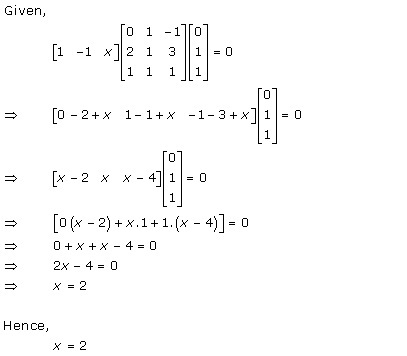 Given,
[1 −1 x] [0 1 −1; 2 1 3; 1 1 1] [0; 1; 1] = 0
⇒ [0 − 2 + x 1 − 1 + x −1 − 3 + x] [0; 1; 1] = 0
⇒ [x − 2 x x − 4] [0; 1; 1] = 0
⇒ [0(x − 2) + x.1 + 1.(x − 4)] = 0
⇒ 0 + x + x − 4 = 0
⇒ 2x − 4 = 0
⇒ x = 2
Hence,
x = 2